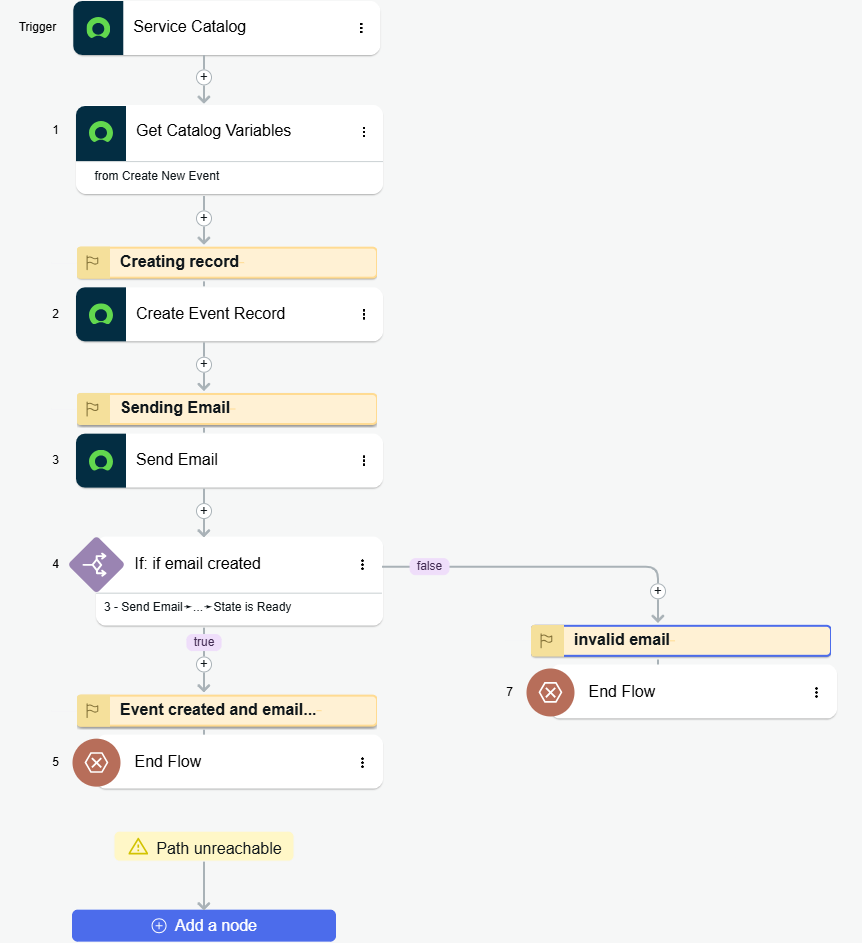 Trigger
Service Catalog
1
Get Catalog Variables
from Create New Event
Creating record
2
Create Event Record
Sending Email
3
Send Email
4
If: if email created
false
3 - Send Email➛...➛State is Ready
true
invalid email
7
End Flow
Event created and email...
5
End Flow
Path unreachable
Add a node